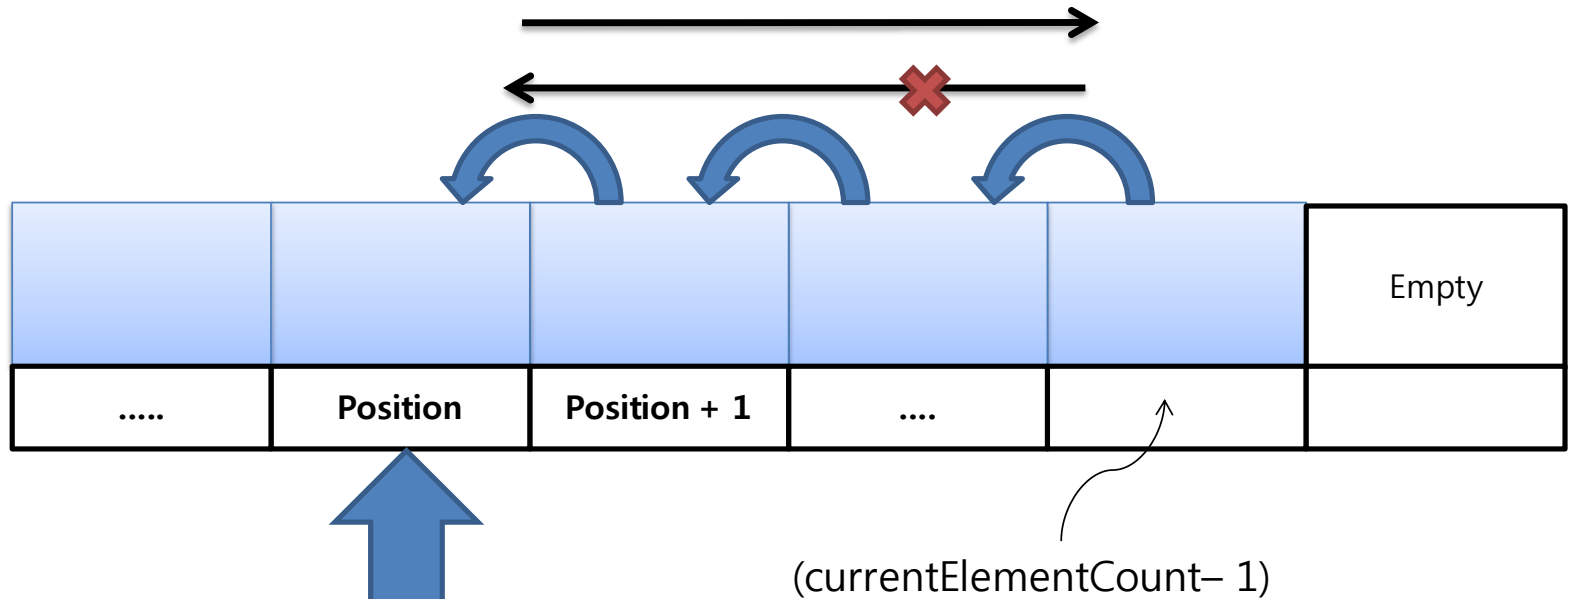 Empty
..... Position Position + 1 ....
(currentElementCount– 1)